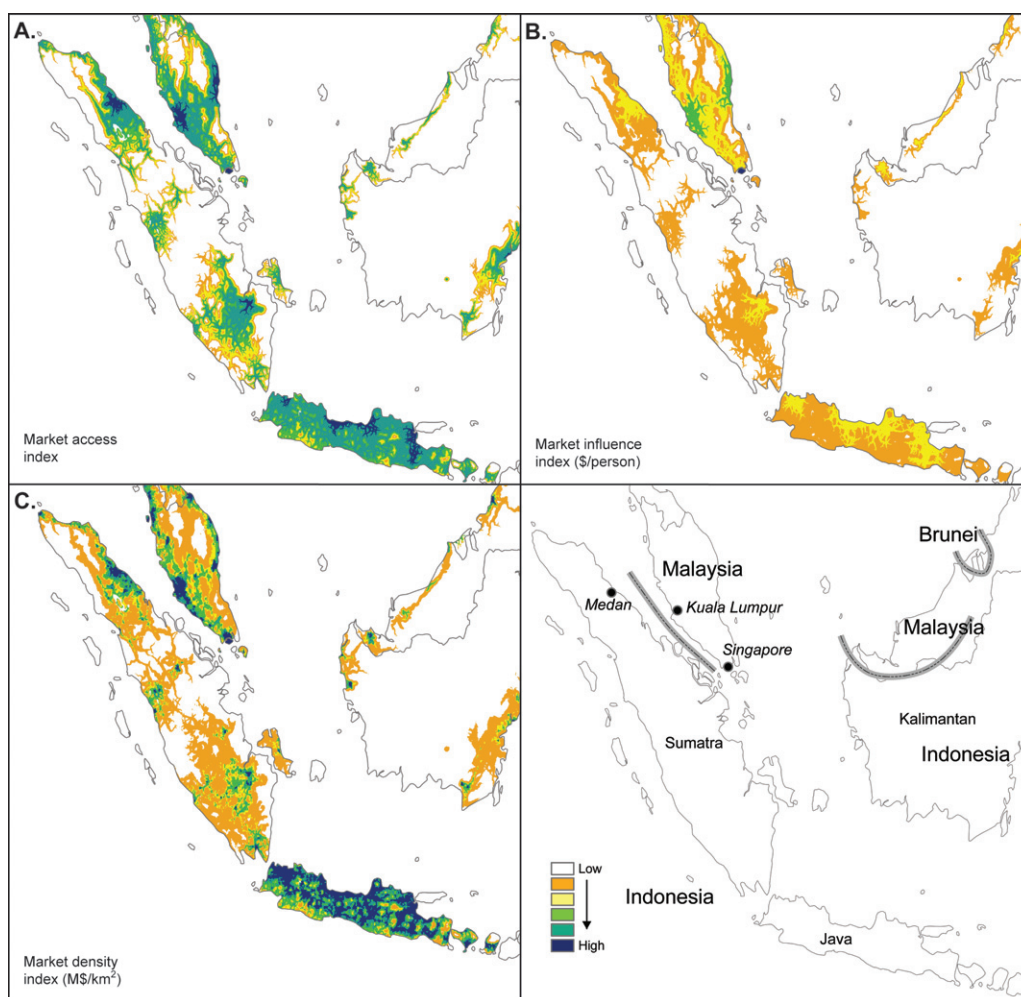 A.
Market access
index
B.
Market influence
index ($/person)
C.
Market density
index (M$/km²)
Brunei
Malaysia
Medan
Kuala Lumpur
Malaysia
Singapore
Kalimantan
Sumatra
Indonesia
Low
High
Indonesia
Java